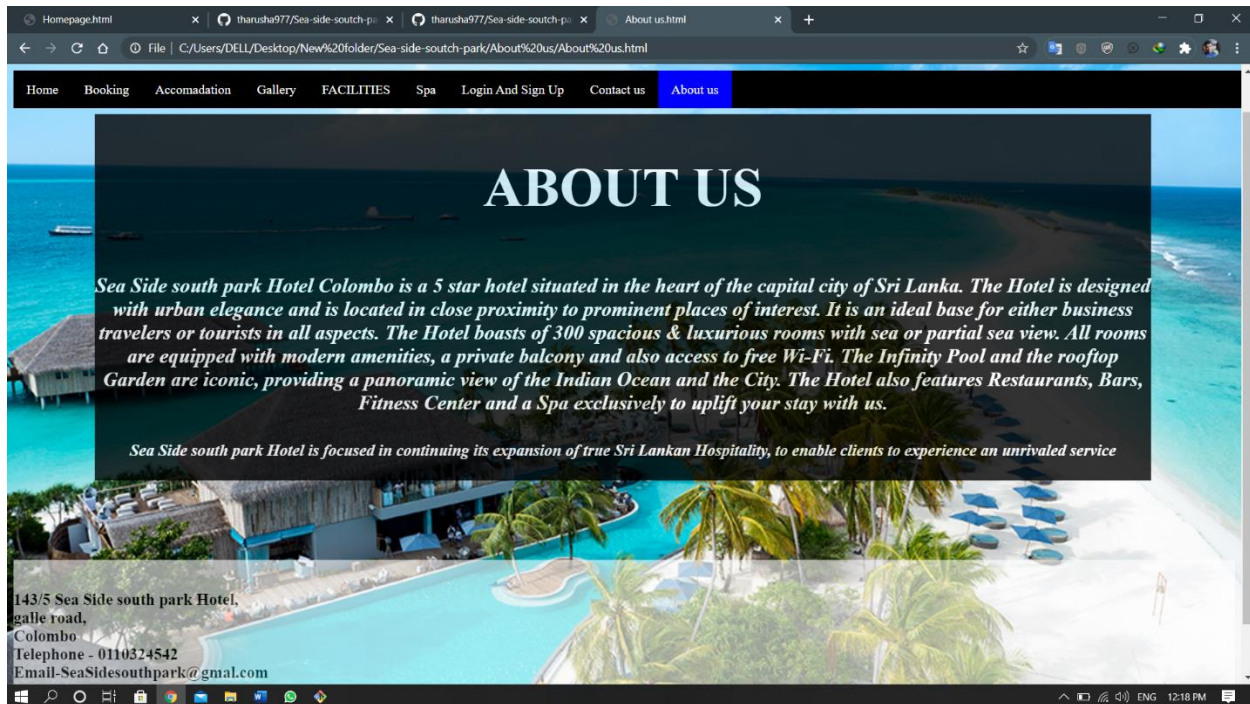 Homepage.html
tharusha977/Sea-side-soutch-pa
tharusha977/Sea-side-soutch-pa
About us.html
File | C:/Users/DELL/Desktop/New%20folder/Sea-side-soutch-park/About%20us/About%20us.html
Home Booking Accomadation Gallery FACILITIES Spa Login And Sign Up Contact us About us
ABOUT US
Sea Side south park Hotel Colombo is a 5 star hotel situated in the heart of the capital city of Sri Lanka. The Hotel is designed
with urban elegance and is located in close proximity to prominent places of interest. It is an ideal base for either business
travelers or tourists in all aspects. The Hotel boasts of 300 spacious & luxurious rooms with sea or partial sea view. All rooms
are equipped with modern amenities, a private balcony and also access to free Wi-Fi. The Infinity Pool and the rooftop
Garden are iconic, providing a panoramic view of the Indian Ocean and the City. The Hotel also features Restaurants, Bars,
Fitness Center and a Spa exclusively to uplift your stay with us.
Sea Side south park Hotel is focused in continuing its expansion of true Sri Lankan Hospitality, to enable clients to experience an unrivaled service
143/5 Sea Side south park Hotel,
galle road,
Colombo
Telephone - 0110324542
Email-SeaSidesouthpark@gmal.com
ENG 12:18 PM